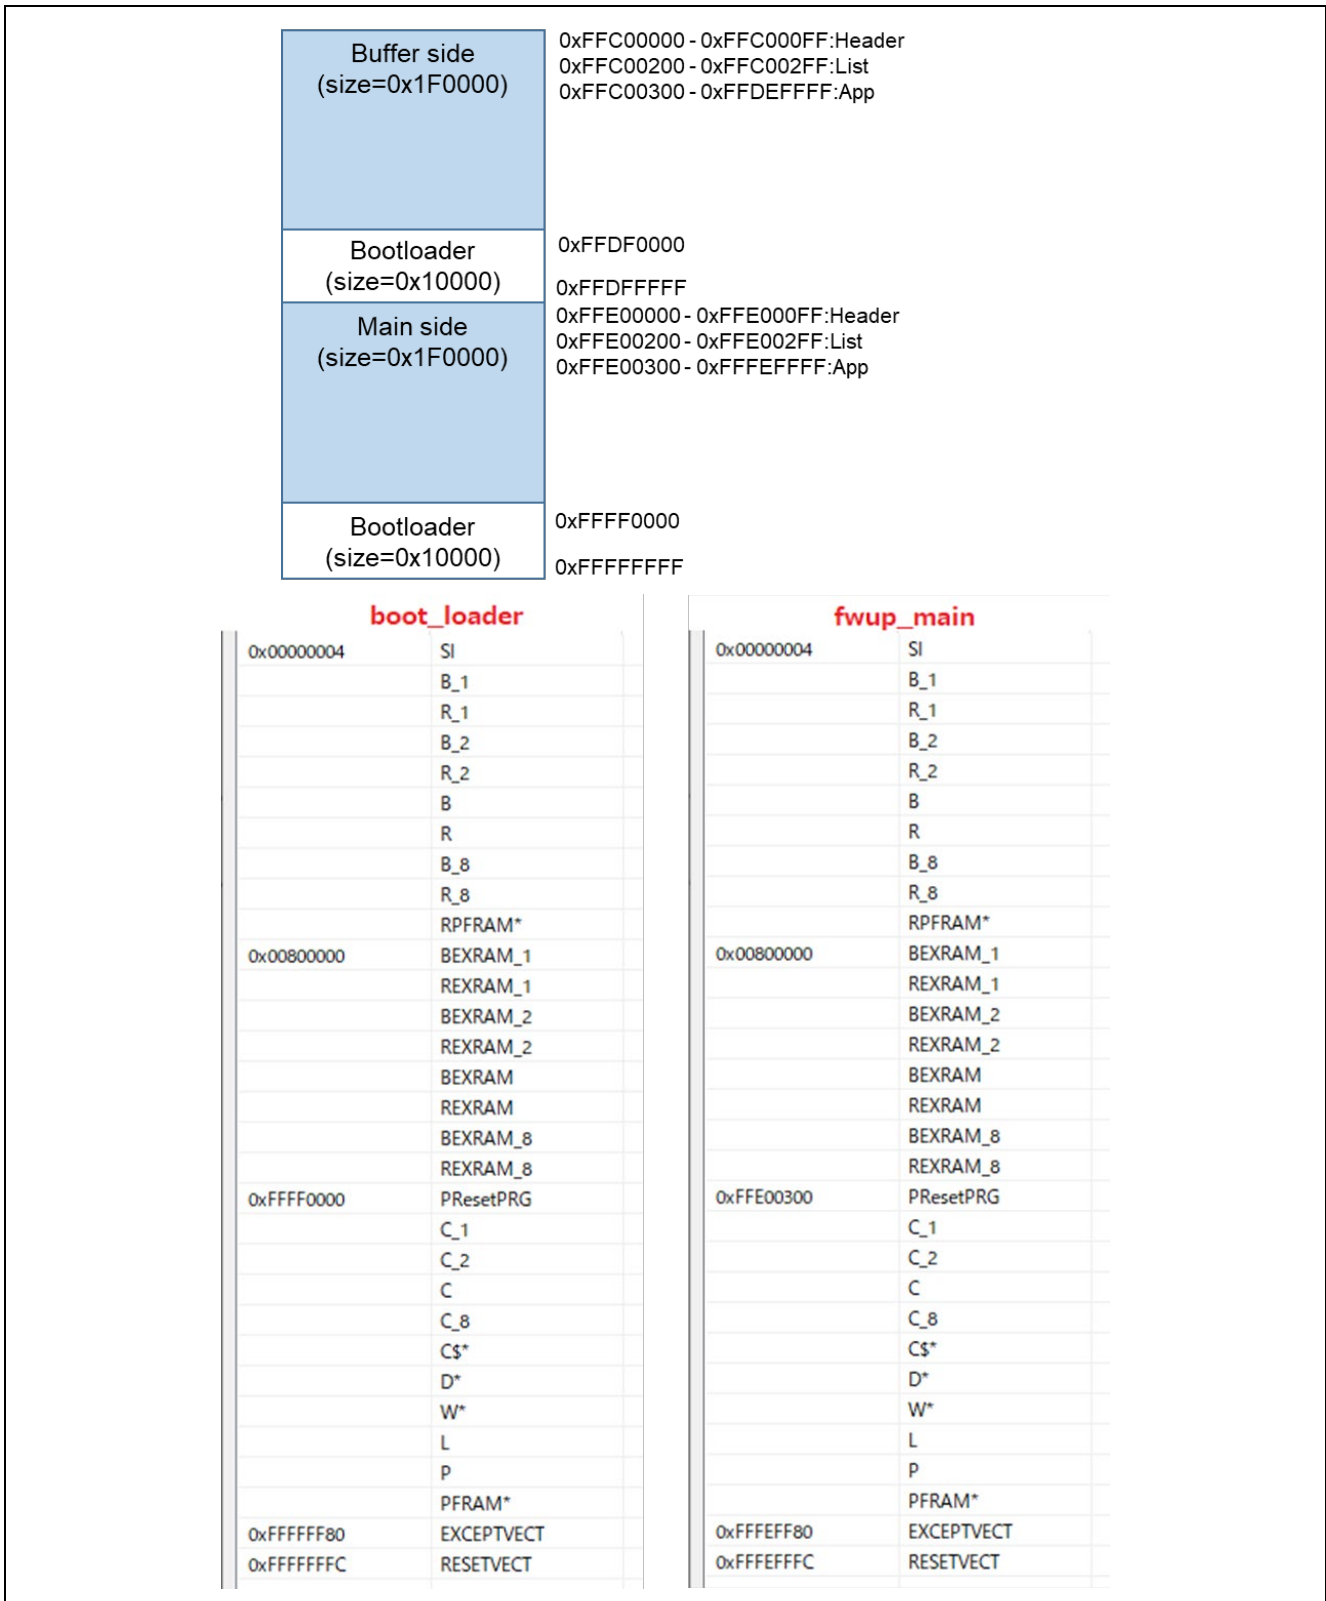 Buffer side
(size=0x1F0000)
0xFFC00000 - 0xFFC000FF:Header
0xFFC00200 - 0xFFC002FF:List
0xFFC00300 - 0xFFDEFFFF:App
Bootloader
(size=0x10000)
0xFFDF0000
0xFFDFFFFF
Main side
(size=0x1F0000)
0xFFE00000 - 0xFFE000FF:Header
0xFFE00200 - 0xFFE002FF:List
0xFFE00300 - 0xFFFEFFFF:App
Bootloader
(size=0x10000)
0xFFFF0000
0xFFFFFFFF
boot_loader
0x00000004 SI
B_1
R_1
B_2
R_2
B
R
B_8
R_8
RPFRAM*
0x00800000 BEXRAM_1
REXRAM_1
BEXRAM_2
REXRAM_2
BEXRAM
REXRAM
BEXRAM_8
REXRAM_8
0xFFFF0000 PResetPRG
C_1
C_2
C
C_8
C$*
D*
W*
L
P
PFRAM*
0xFFFFFF80 EXCEPTVECT
0xFFFFFFFC RESETVECT
fwup_main
0x00000004 SI
B_1
R_1
B_2
R_2
B
R
B_8
R_8
RPFRAM*
0x00800000 BEXRAM_1
REXRAM_1
BEXRAM_2
REXRAM_2
BEXRAM
REXRAM
BEXRAM_8
REXRAM_8
0xFFE00300 PResetPRG
C_1
C_2
C
C_8
C$*
D*
W*
L
P
PFRAM*
0xFFFEFF80 EXCEPTVECT
0xFFFEFFFC RESETVECT